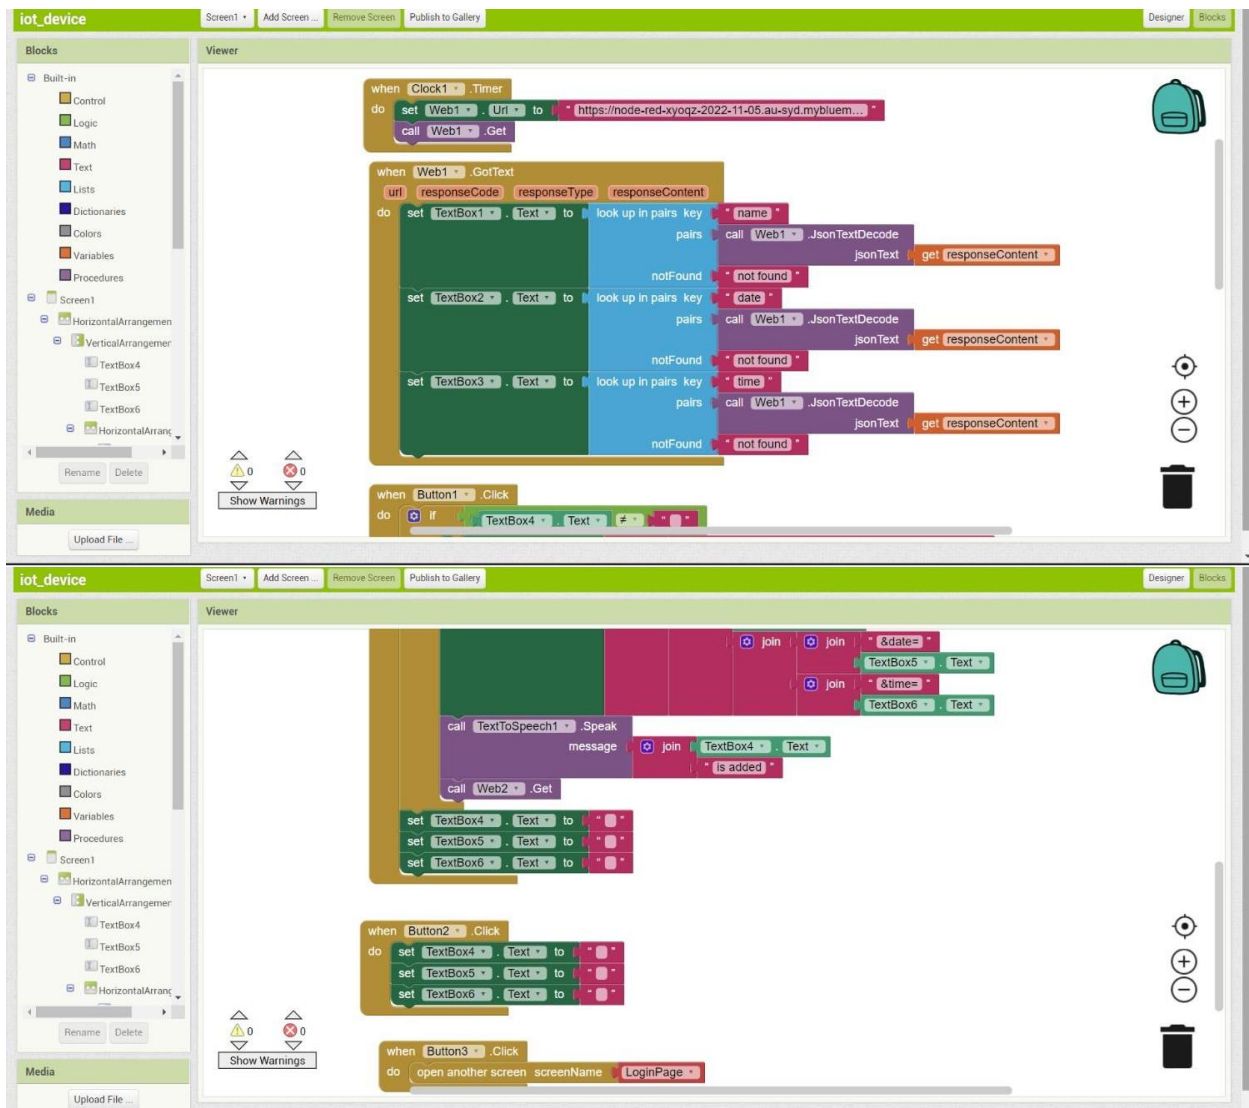 iot_device Screen1 Add Screen ... Remove Screen Publish to Gallery Designer Blocks
Blocks Viewer
Built-in
Control
Logic
Math
Text
Lists
Dictionaries
Colors
Variables
Procedures
Screen1
HorizontalArrangemen
VerticalArrangemer
TextBox4
TextBox5
TextBox6
HorizontalArrang
Rename Delete
Media
Upload File ...
when Clock1 .Timer
do set Web1 . Url to " https://node-red-xyoqz-2022-11-05.au-syd.mybluem... "
call Web1 .Get
when Web1 .GotText
url responseCode responseType responseContent
do set TextBox1 . Text to look up in pairs key " name "
pairs call Web1 .JsonTextDecode
jsonText get responseContent
notFound " not found "
set TextBox2 . Text to look up in pairs key " date "
pairs call Web1 .JsonTextDecode
jsonText get responseContent
notFound " not found "
set TextBox3 . Text to look up in pairs key " time "
pairs call Web1 .JsonTextDecode
jsonText get responseContent
notFound " not found "
when Button1 .Click
do if TextBox4 . Text ≠ " "
0 0
Show Warnings
iot_device Screen1 Add Screen ... Remove Screen Publish to Gallery Designer Blocks
Blocks Viewer
Built-in
Control
Logic
Math
Text
Lists
Dictionaries
Colors
Variables
Procedures
Screen1
HorizontalArrangemen
VerticalArrangemer
TextBox4
TextBox5
TextBox6
HorizontalArrang
Rename Delete
Media
Upload File ...
join join " &date= "
TextBox5 . Text
join " &time= "
TextBox6 . Text
call TextToSpeech1 .Speak
message join TextBox4 . Text
" is added "
call Web2 .Get
set TextBox4 . Text to " "
set TextBox5 . Text to " "
set TextBox6 . Text to " "
when Button2 .Click
do set TextBox4 . Text to " "
set TextBox5 . Text to " "
set TextBox6 . Text to " "
when Button3 .Click
do open another screen screenName LoginPage
0 0
Show Warnings